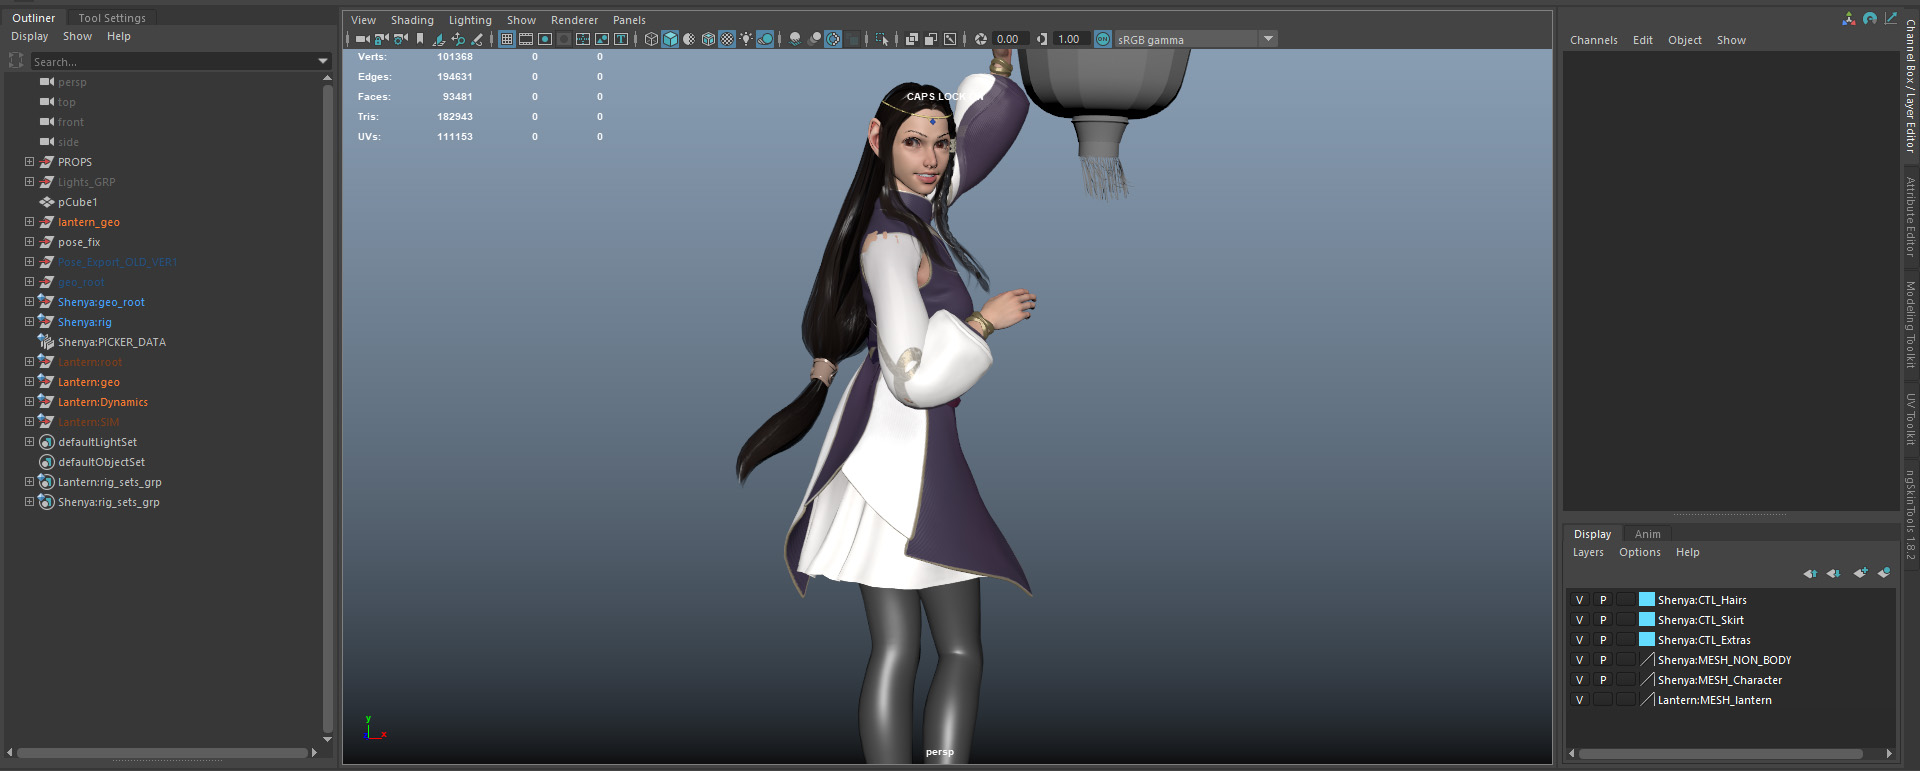 Outliner
Tool Settings
Display Show Help
Search...
persp
top
front
side
PROPS
Lights_GRP
pCube1
lantern_geo
pose_fix
Pose_Export_OLD_VER1
geo_root
Shenya:geo_root
Shenya:rig
Shenya:PICKER_DATA
Lantern:root
Lantern:geo
Lantern:Dynamics
Lantern:SIM
defaultLightSet
defaultObjectSet
Lantern:rig_sets_grp
Shenya:rig_sets_grp
View Shading Lighting Show Renderer Panels
0.00 1.00 ON sRGB gamma
Verts: 101368 0 0
Edges: 194631 0 0
Faces: 93481 0 0
Tris: 182943 0 0
UVs: 111153 0 0
CAPS LOCK
y
x
persp
Channels Edit Object Show
Display Anim
Layers Options Help
V P Shenya:CTL_Hairs
V P Shenya:CTL_Skirt
V P Shenya:CTL_Extras
V P Shenya:MESH_NON_BODY
V P Shenya:MESH_Character
V Lantern:MESH_lantern
Channel Box / Layer Editor
Attribute Editor
Modeling Toolkit
UV Toolkit
ngSkinTools 1.8.2